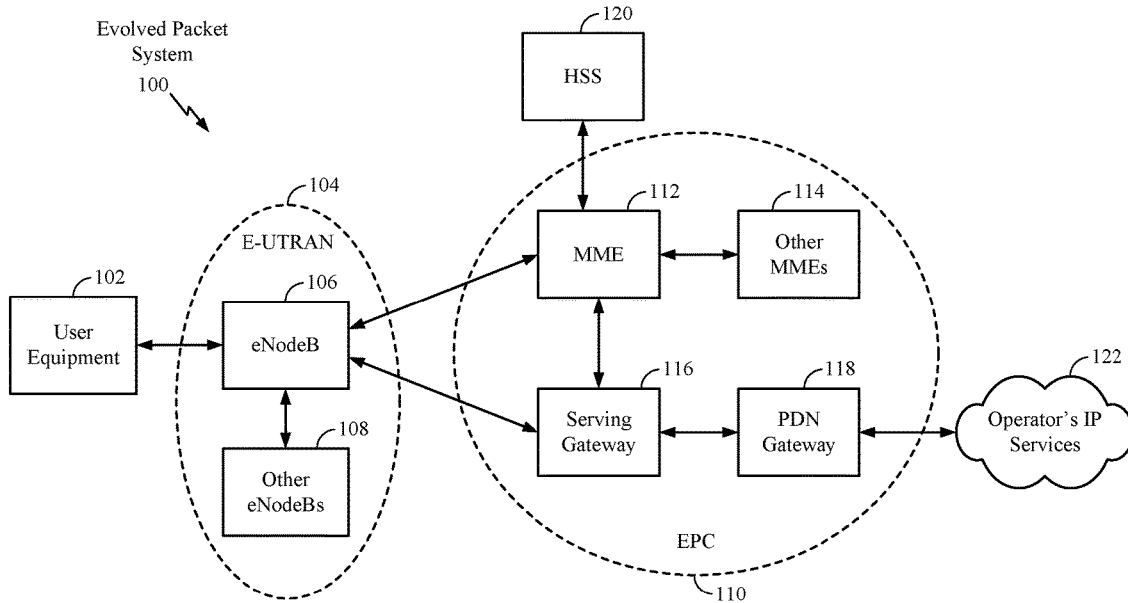 Evolved Packet
System
100
120
HSS
104
E-UTRAN
112
MME
114
Other
MMEs
102
User
Equipment
106
eNodeB
108
Other
eNodeBs
116
Serving
Gateway
118
PDN
Gateway
122
Operator's IP
Services
EPC
110